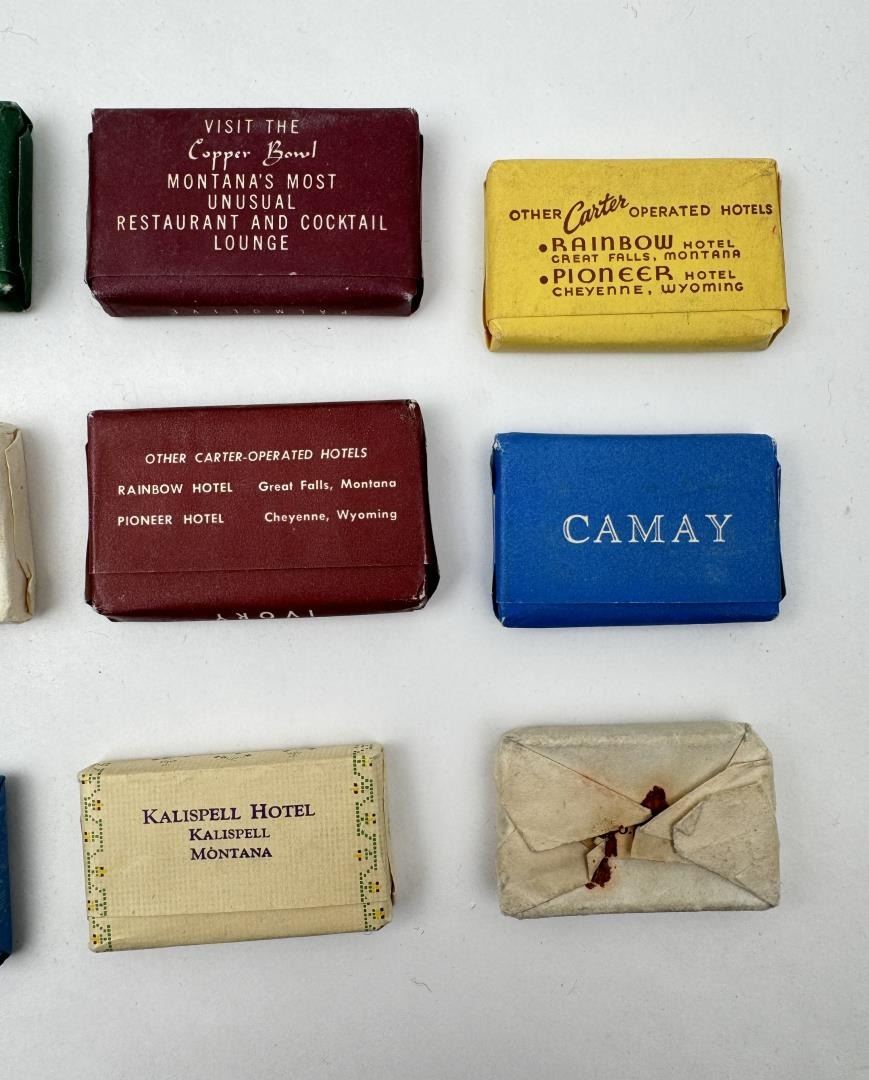 VISIT THE
Copper Bowl
MONTANA'S MOST
UNUSUAL
RESTAURANT AND COCKTAIL
LOUNGE
PALMOLIVE
OTHER Carter OPERATED HOTELS
• RAINBOW HOTEL
GREAT FALLS, MONTANA
• PIONEER HOTEL
CHEYENNE, WYOMING
OTHER CARTER-OPERATED HOTELS
RAINBOW HOTEL Great Falls, Montana
PIONEER HOTEL Cheyenne, Wyoming
IVORY
CAMAY
KALISPELL HOTEL
KALISPELL
MONTANA